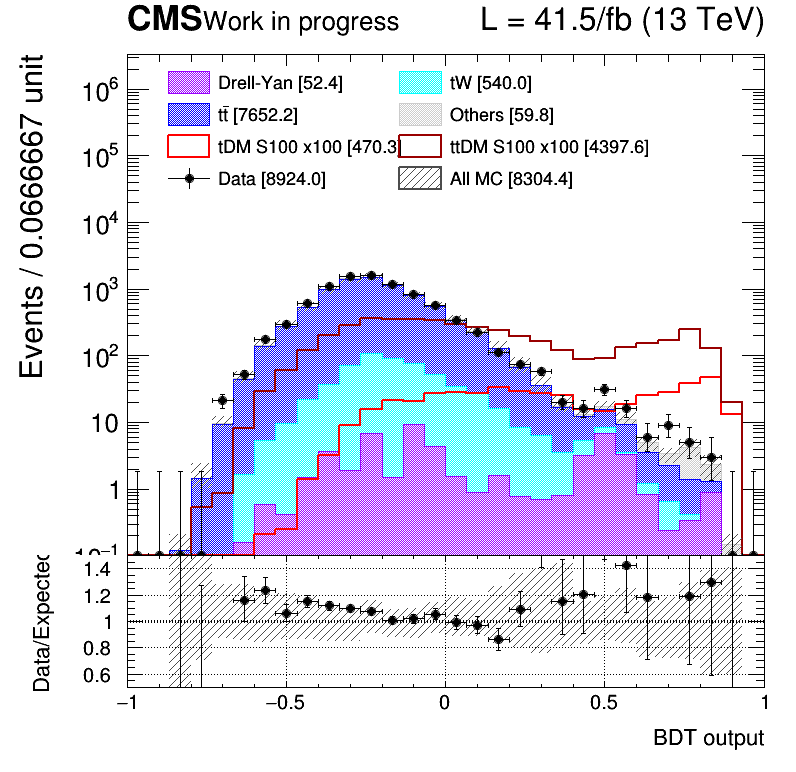 CMS Work in progress L = 41.5/fb (13 TeV)
Events / 0.0666667 unit
Drell-Yan [52.4] tW [540.0]
tt̄ [7652.2] Others [59.8]
tDM S100 x100 [470.3] ttDM S100 x100 [4397.6]
Data [8924.0] All MC [8304.4]
10⁶
10⁵
10⁴
10³
10²
10
1
10⁻¹
Data/Expected
1.4
1.2
1
0.8
0.6
−1 −0.5 0 0.5 1
BDT output